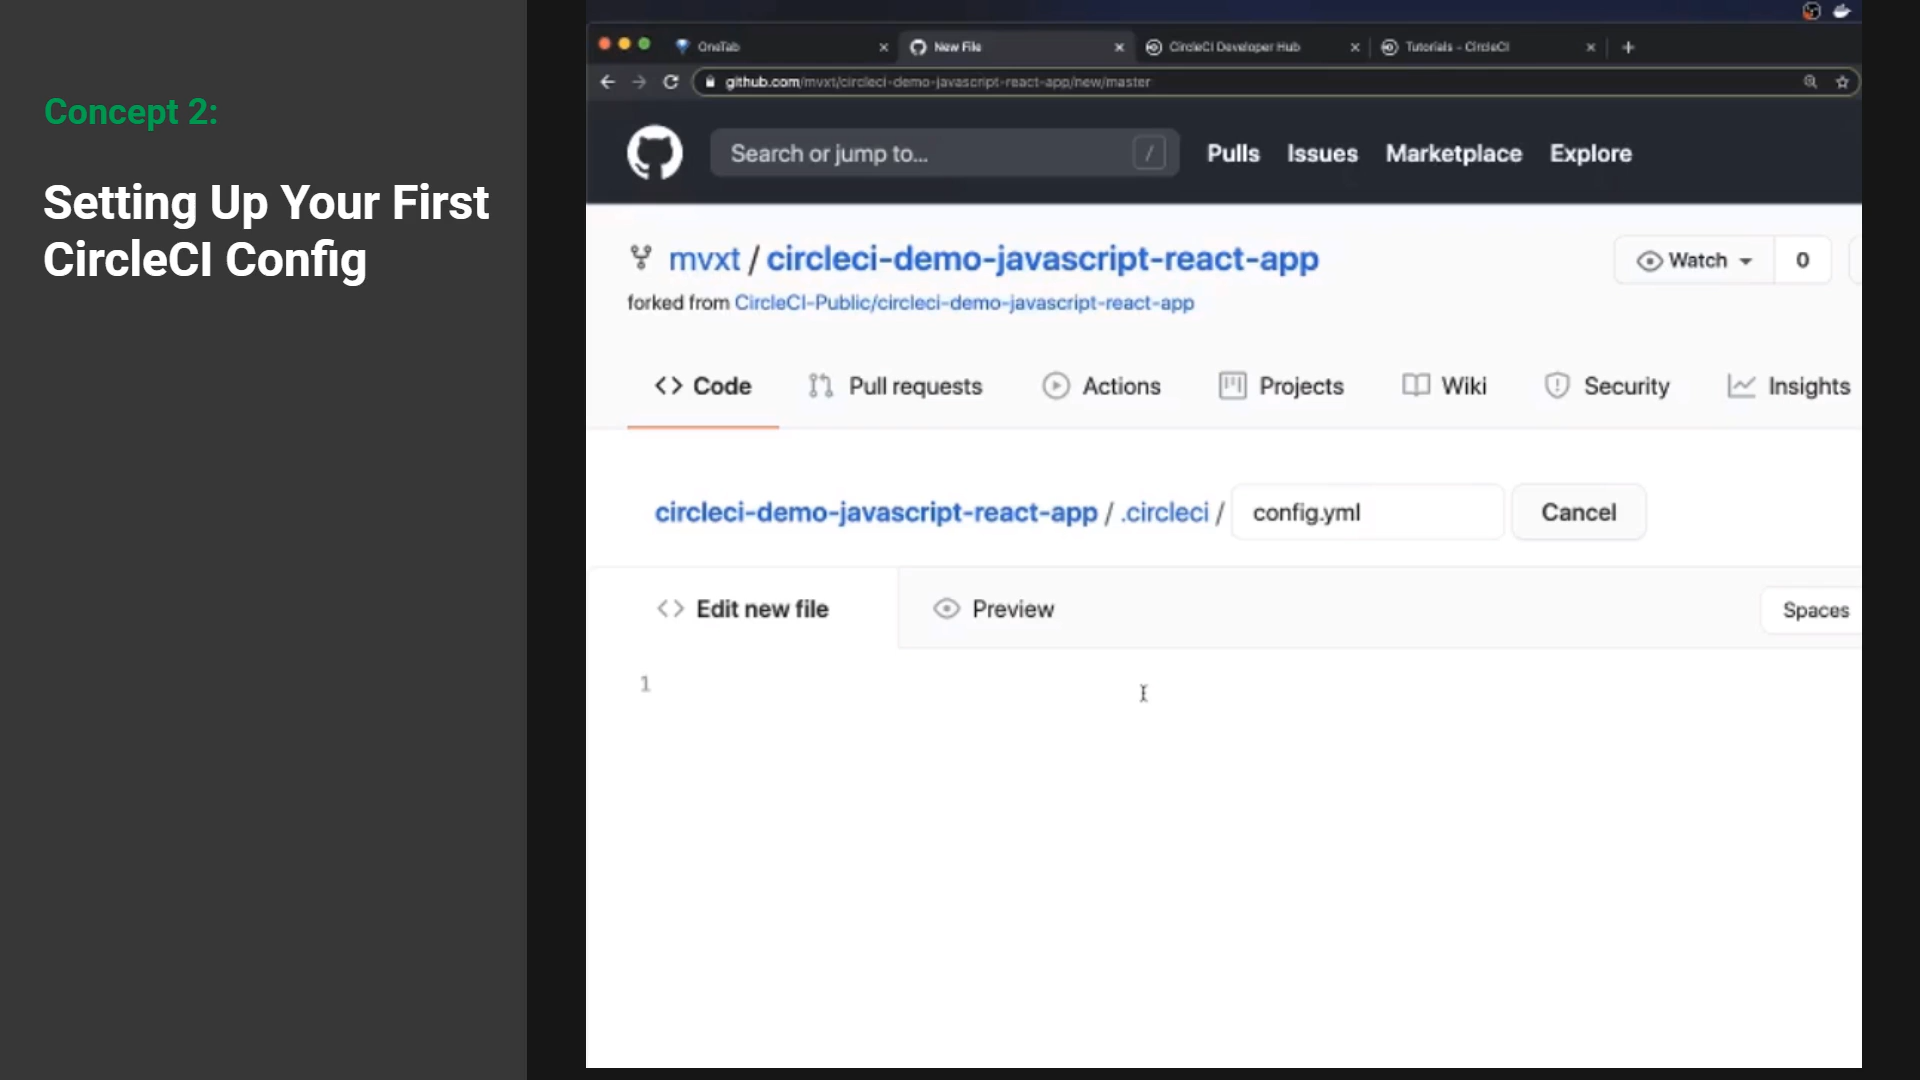 Concept 2:
Setting Up Your First
CircleCI Config
OneTab
New File
CircleCI Developer Hub
Tutorials - CircleCI
github.com/mvxt/circleci-demo-javascript-react-app/new/master
Search or jump to...
/
Pulls
Issues
Marketplace
Explore
mvxt / circleci-demo-javascript-react-app
Watch
0
forked from CircleCI-Public/circleci-demo-javascript-react-app
Code
Pull requests
Actions
Projects
Wiki
Security
Insights
circleci-demo-javascript-react-app / .circleci / config.yml
Cancel
Edit new file
Preview
Spaces
1